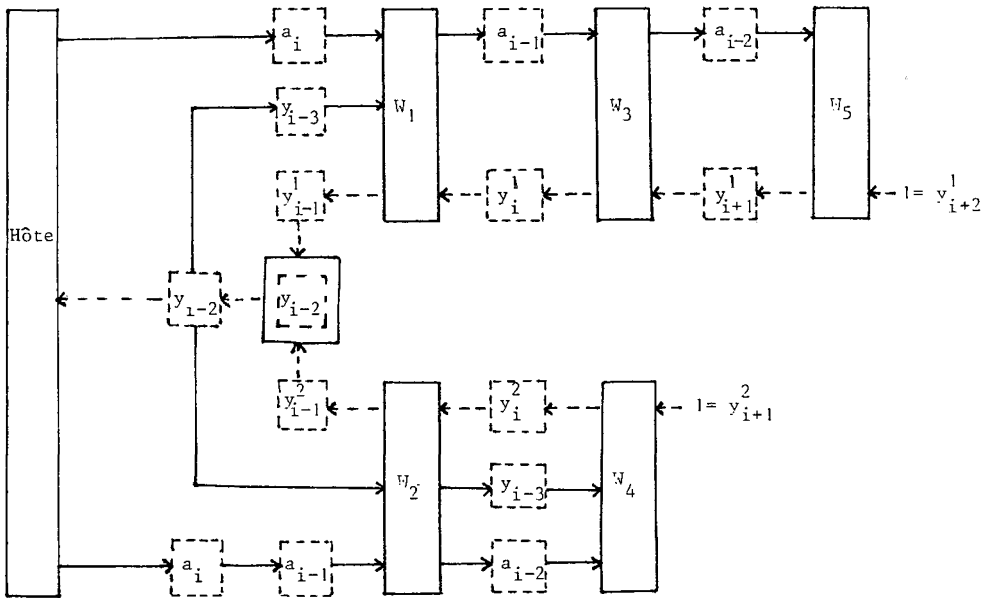 a_i a_{i-1} a_{i-2}
y_{i-3} W_1 W_3 W_5
y^1_{i-1} y^1_i y^1_{i+1} 1= y^1_{i+2}
Hôte
y_{i-2} y_{i-2}
y^2_{i-1} y^2_i 1= y^2_{i+1}
W_2 y_{i-3} W_4
a_i a_{i-1} a_{i-2}